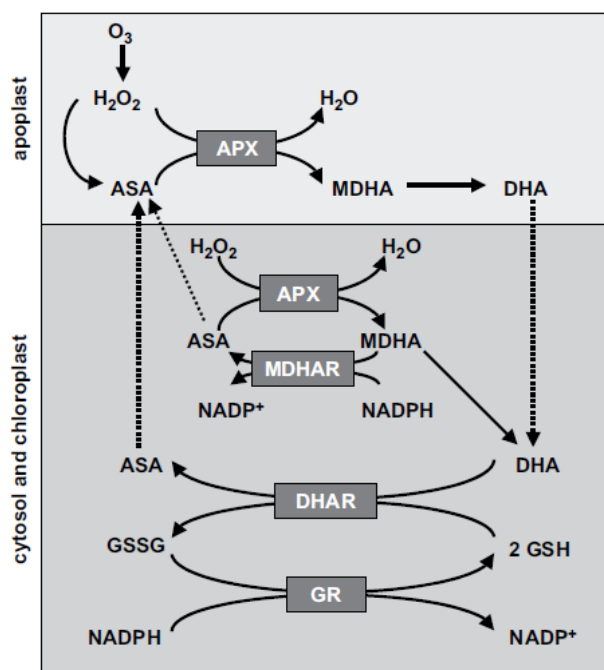 apoplast
O₃
H₂O₂
H₂O
APX
ASA
MDHA
DHA
cytosol and chloroplast
H₂O₂
H₂O
APX
ASA
MDHA
MDHAR
NADP⁺
NADPH
ASA
DHA
DHAR
GSSG
2 GSH
GR
NADPH
NADP⁺